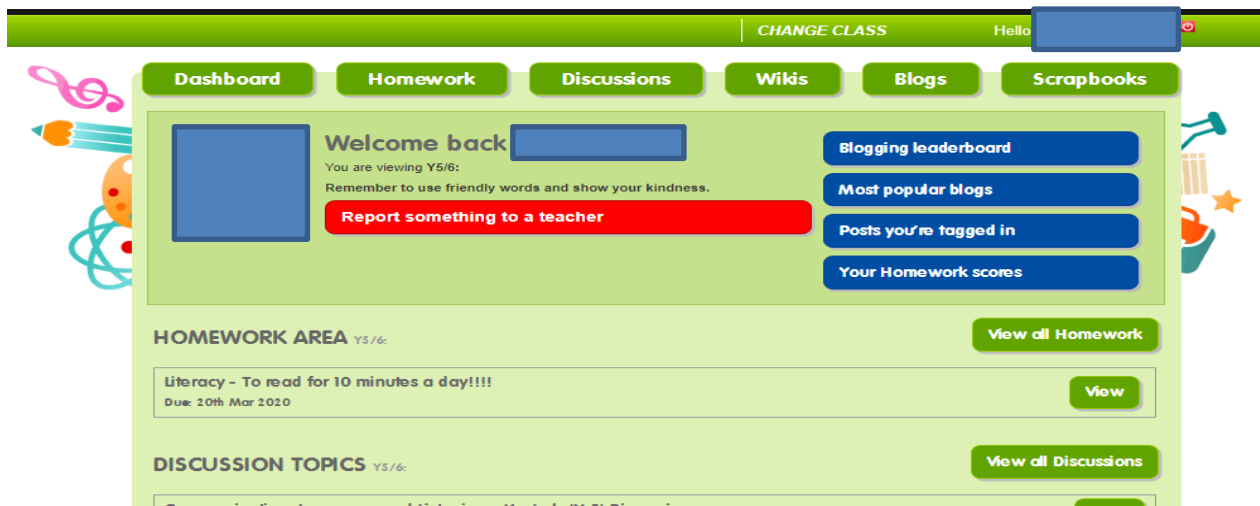 CHANGE CLASS Hello
Dashboard Homework Discussions Wikis Blogs Scrapbooks
Welcome back
You are viewing Y5/6:
Remember to use friendly words and show your kindness.
Report something to a teacher
Blogging leaderboard
Most popular blogs
Posts you're tagged in
Your Homework scores
HOMEWORK AREA Y5/6:
View all Homework
Literacy - To read for 10 minutes a day!!!!
Due: 20th Mar 2020
View
DISCUSSION TOPICS Y5/6:
View all Discussions